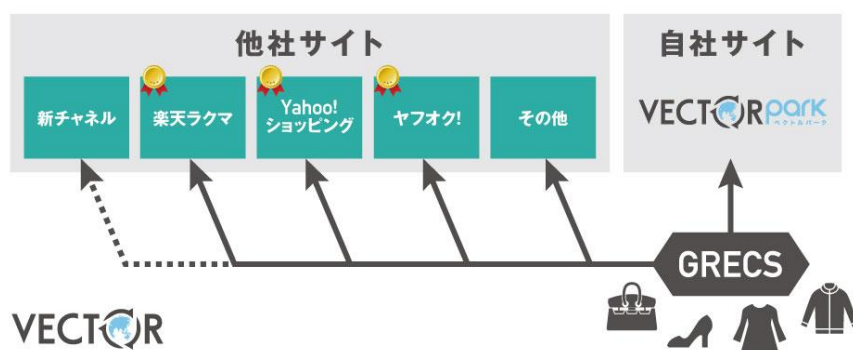 他社サイト
自社サイト
新チャネル
楽天ラクマ
Yahoo!
ショッピング
ヤフオク!
その他
VECTOR park
ベクトルパーク
GRECS
VECTOR